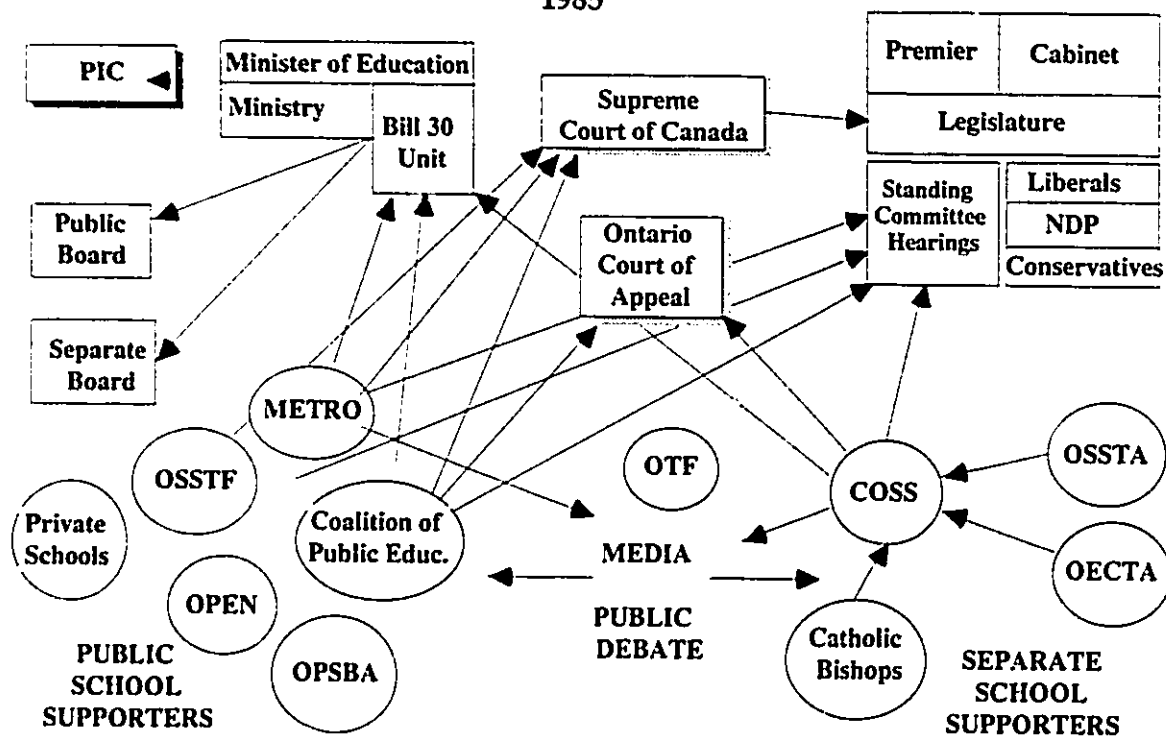 1985
PIC
Minister of Education
Ministry
Bill 30
Unit
Supreme
Court of Canada
Premier
Cabinet
Legislature
Public
Board
Separate
Board
Ontario
Court of
Appeal
Standing
Committee
Hearings
Liberals
NDP
Conservatives
METRO
OSSTF
Private
Schools
Coalition of
Public Educ.
OPEN
OPSBA
PUBLIC
SCHOOL
SUPPORTERS
OTF
MEDIA
PUBLIC
DEBATE
COSS
OSSTA
OECTA
Catholic
Bishops
SEPARATE
SCHOOL
SUPPORTERS